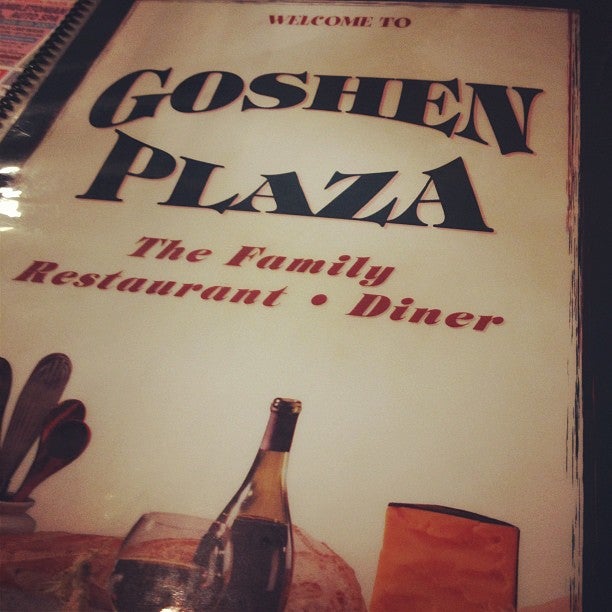 WELCOME TO
GOSHEN
PLAZA
The Family
Restaurant • Diner